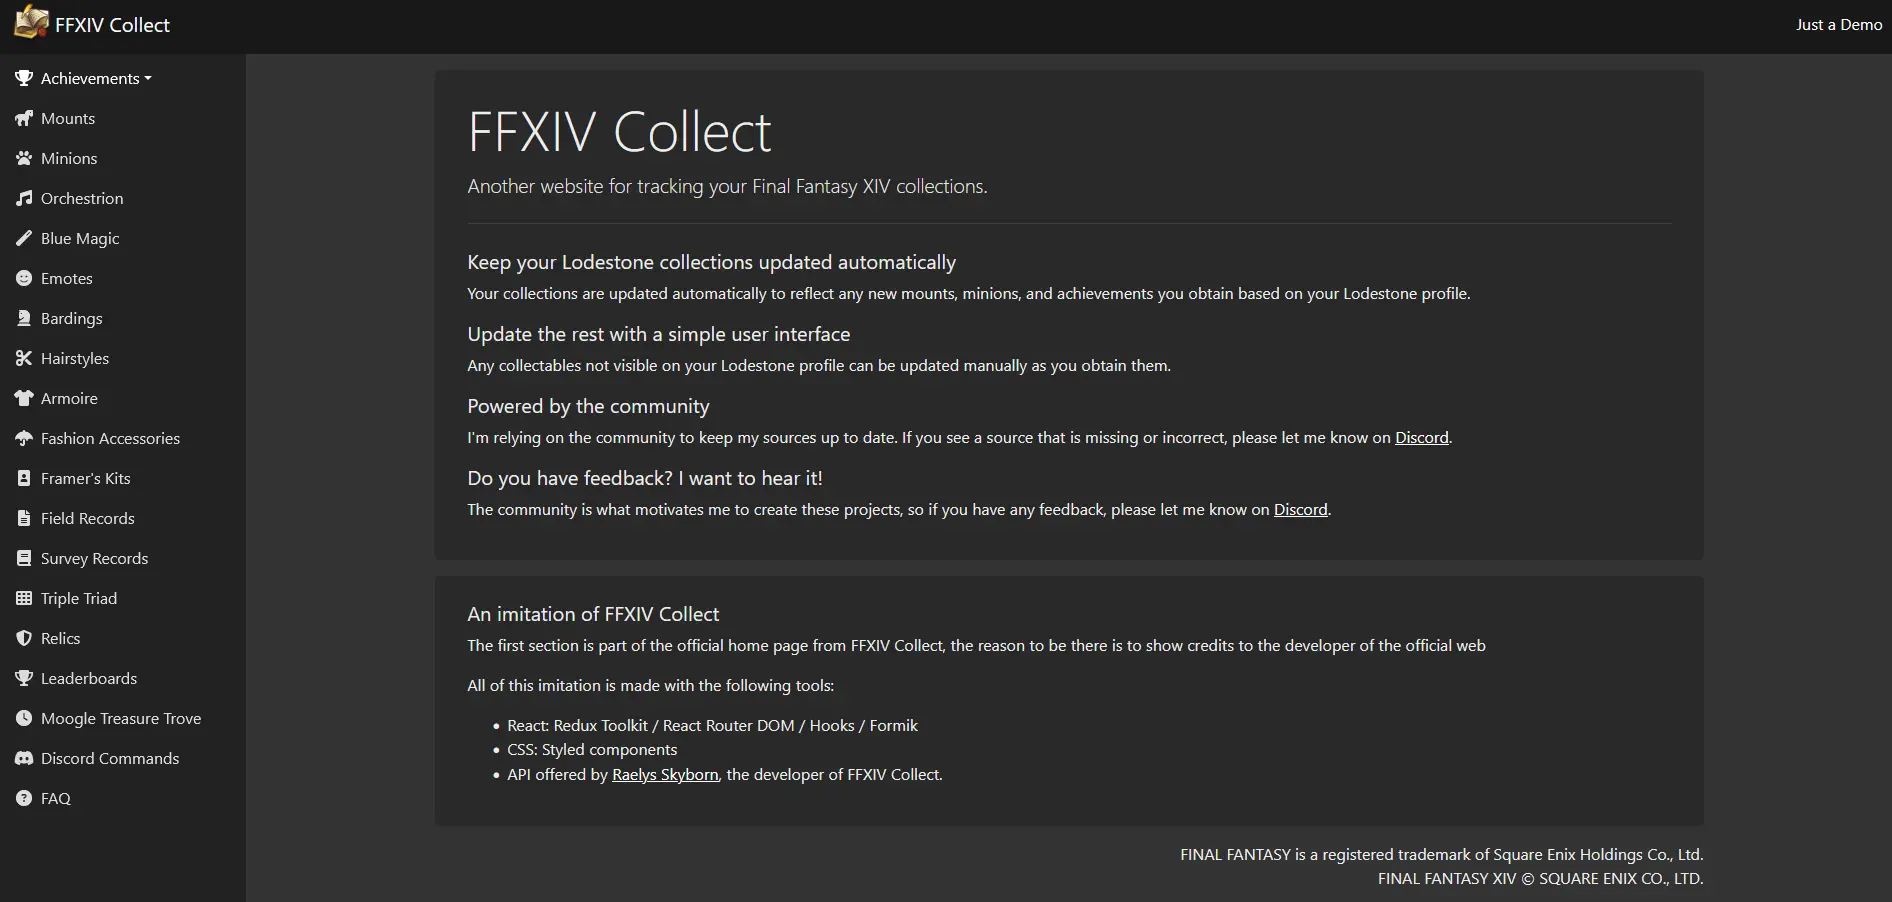 FFXIV Collect
Just a Demo
Achievements
Mounts
Minions
Orchestrion
Blue Magic
Emotes
Bardings
Hairstyles
Armoire
Fashion Accessories
Framer's Kits
Field Records
Survey Records
Triple Triad
Relics
Leaderboards
Moogle Treasure Trove
Discord Commands
FAQ
FFXIV Collect
Another website for tracking your Final Fantasy XIV collections.
Keep your Lodestone collections updated automatically
Your collections are updated automatically to reflect any new mounts, minions, and achievements you obtain based on your Lodestone profile.
Update the rest with a simple user interface
Any collectables not visible on your Lodestone profile can be updated manually as you obtain them.
Powered by the community
I'm relying on the community to keep my sources up to date. If you see a source that is missing or incorrect, please let me know on Discord.
Do you have feedback? I want to hear it!
The community is what motivates me to create these projects, so if you have any feedback, please let me know on Discord.
An imitation of FFXIV Collect
The first section is part of the official home page from FFXIV Collect, the reason to be there is to show credits to the developer of the official web
All of this imitation is made with the following tools:
• React: Redux Toolkit / React Router DOM / Hooks / Formik
• CSS: Styled components
• API offered by Raelys Skyborn, the developer of FFXIV Collect.
FINAL FANTASY is a registered trademark of Square Enix Holdings Co., Ltd.
FINAL FANTASY XIV © SQUARE ENIX CO., LTD.